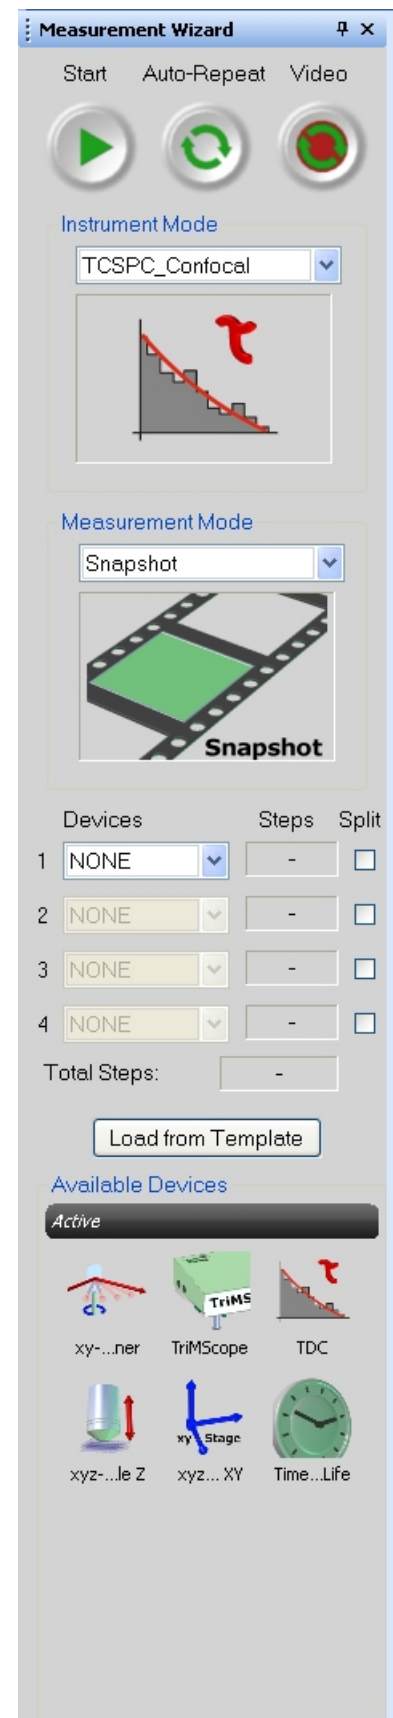 Measurement Wizard
Start Auto-Repeat Video
Instrument Mode
TCSPC_Confocal
Measurement Mode
Snapshot
Snapshot
Devices Steps Split
1 NONE -
2 NONE -
3 NONE -
4 NONE -
Total Steps: -
Load from Template
Available Devices
Active
TriMS
xy-...ner TriMScope TDC
xy Stage
xyz-...le Z xyz... XY Time...Life